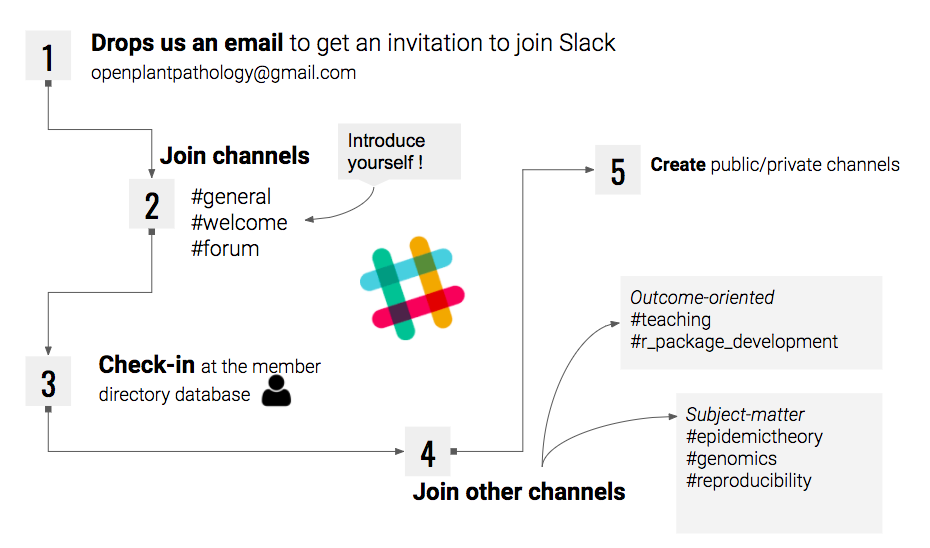 1
Drops us an email to get an invitation to join Slack
openplantpathology@gmail.com
Join channels
2
#general
#welcome
#forum
Introduce
yourself !
3
Check-in at the member
directory database
4
Join other channels
5
Create public/private channels
Outcome-oriented
#teaching
#r_package_development
Subject-matter
#epidemictheory
#genomics
#reproducibility